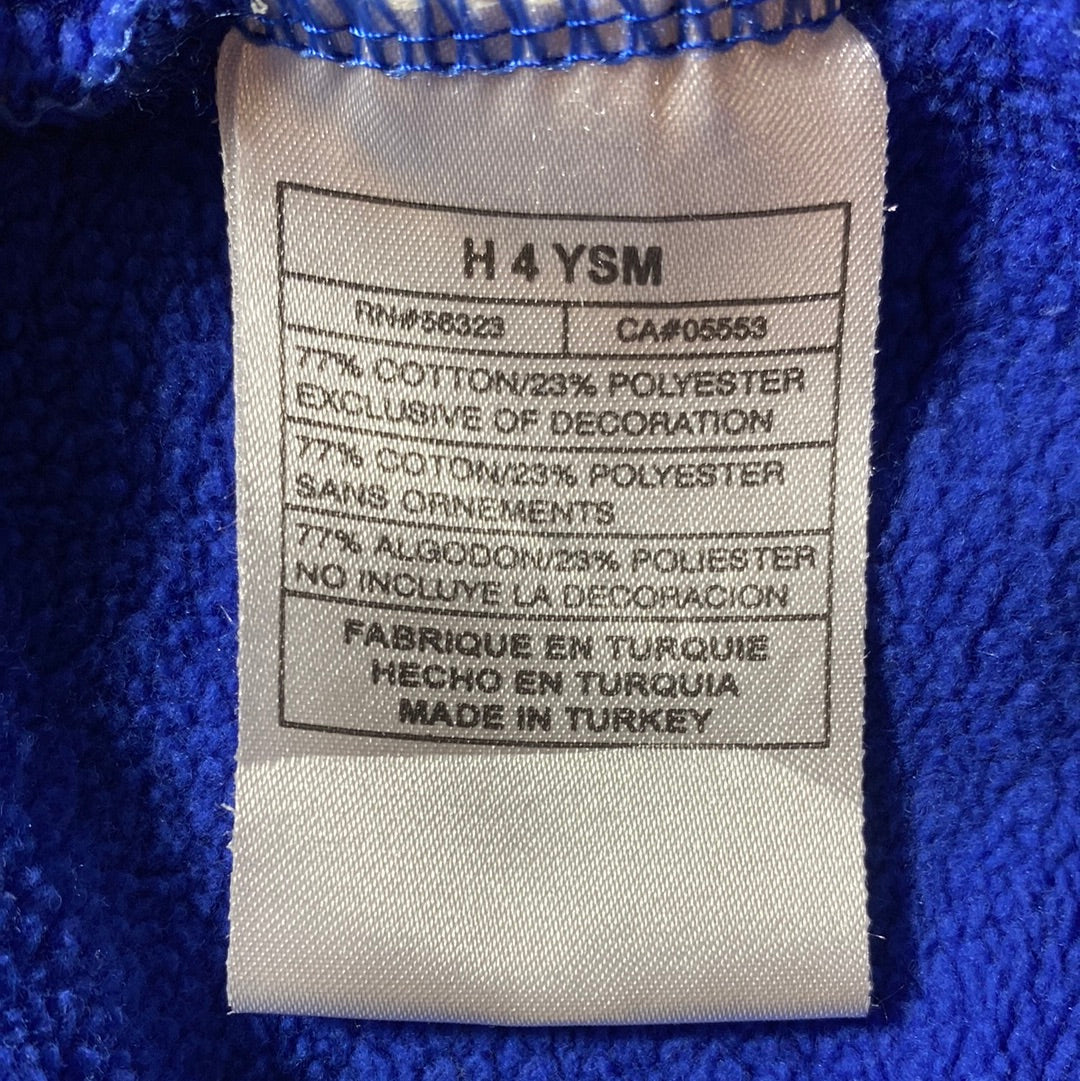 H 4 YSM
RN#56323 CA#05553
77% COTTON/23% POLYESTER
EXCLUSIVE OF DECORATION
77% COTON/23% POLYESTER
SANS ORNEMENTS
77% ALGODON/23% POLIESTER
NO INCLUYE LA DECORACION
FABRIQUE EN TURQUIE
HECHO EN TURQUIA
MADE IN TURKEY